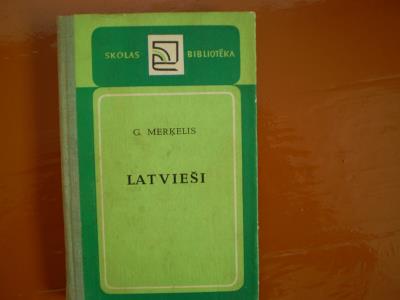 SKOLAS BIBLIOTĒKA
G. MERĶELIS
LATVIEŠI